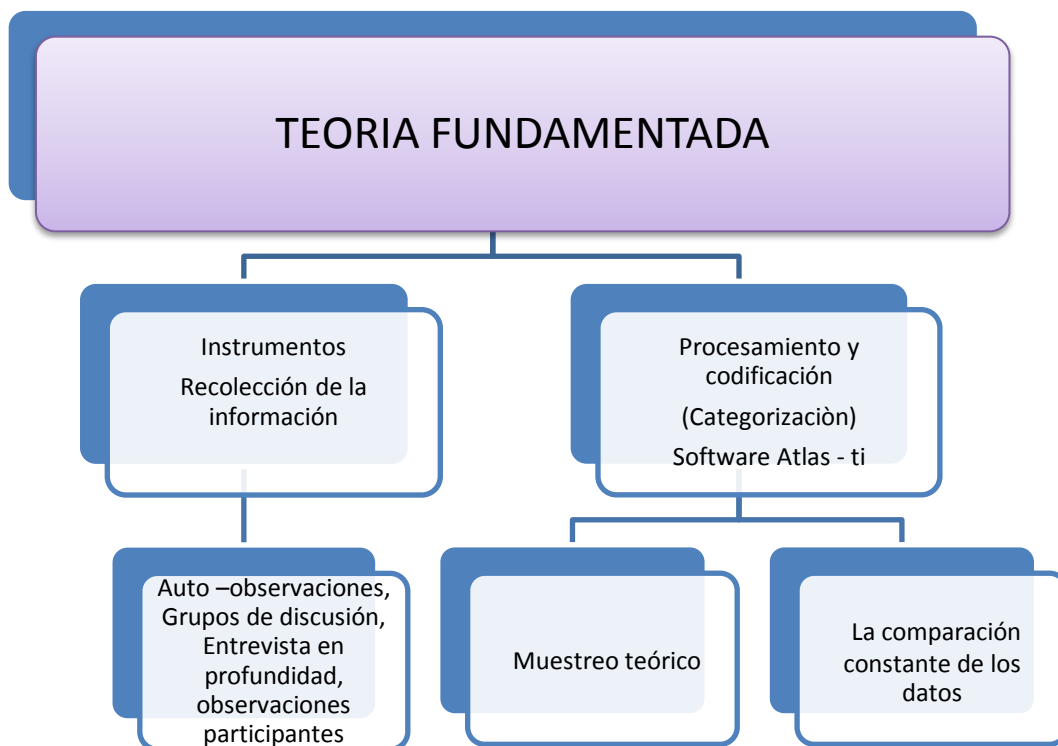 TEORIA FUNDAMENTADA
Instrumentos
Recolección de la
información
Procesamiento y
codificación
(Categorizaciòn)
Software Atlas - ti
Auto –observaciones,
Grupos de discusión,
Entrevista en
profundidad,
observaciones
participantes
Muestreo teórico
La comparación
constante de los
datos